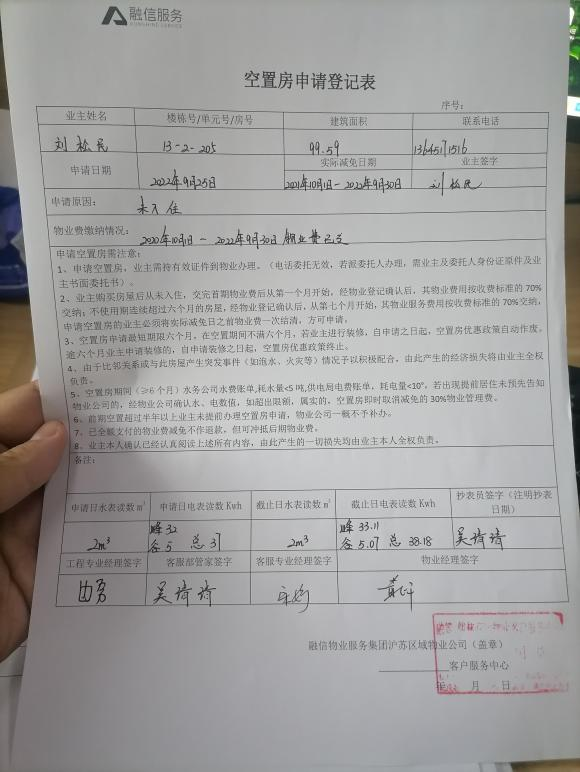 融信服务
空置房申请登记表
序号：
业主姓名 楼栋号/单元号/房号 建筑面积 联系电话
刘松民 13-2-205 99.59 13645171516
申请日期 2022年9月25日 实际减免日期 业主签字
2021年10月1日-2022年9月30日 刘松民
申请原因： 未入住
物业费缴纳情况： 2020年10月1日-2022年9月30日物业费已交
申请空置房需注意：
1、申请空置房，业主需持有效证件到物业办理。（电话委托无效，若派委托人办理，需业主及委托人身份证原件及业
主书面委托书）。
2、业主购买房屋后从未入住，交完首期物业费后从第一个月开始，经物业登记确认后，其物业费用按收费标准的 70%
交纳；不使用期连续超过六个月的房屋，经物业登记确认后，从第七个月开始，其物业服务费用按收费标准的70%交纳，
申请空置房的业主必须将实际减免日之前物业费一次结清，方可申请，
3、空置房申请最短期限六个月，在空置期间不满六个月，若业主进行装修，自申请之日起，空置房优惠政策自动作废。
逾六个月业主申请装修的，自申请装修之日起，空置房优惠政策终止。
4、由于比邻关系或与此房屋产生突发事件（如泡水、火灾等）情况予以积极配合，由此产生的经济损失将由业主全权
负责。
5、空置房期间（≥6 个月）水务公司水费账单,耗水量<5 吨,供电局电费账单，耗电量<10°，若出现提前居住未预先告知
物业公司的，经物业公司确认水、电数值，如超出限额，属实的，空置房即时取消减免的 30%物业管理费。
6、前期空置超过半年以上业主未提前办理空置房申请，物业公司一概不予补办。
7、已全额支付的物业费减免不作退款，但可冲抵后期物业费。
8、业主本人确认已经认真阅读上述所有内容，由此产生的一切损失均由业主本人全权负责。
备注：
申请日水表读数 m³ 申请日电表读数 Kwh 截止日水表读数 m³ 截止日电表读数 Kwh 抄表员签字（注明抄表
日期）
2m³ 峰32 谷5 总37 2m³ 峰33.11 谷5.07 总38.18 吴琦琦
工程专业经理签字 客服部管家签字 客服专业经理签字 物业经理签字
吴琦琦
融信物业服务集团沪苏区域物业公司（盖章）
客户服务中心
年 月 日